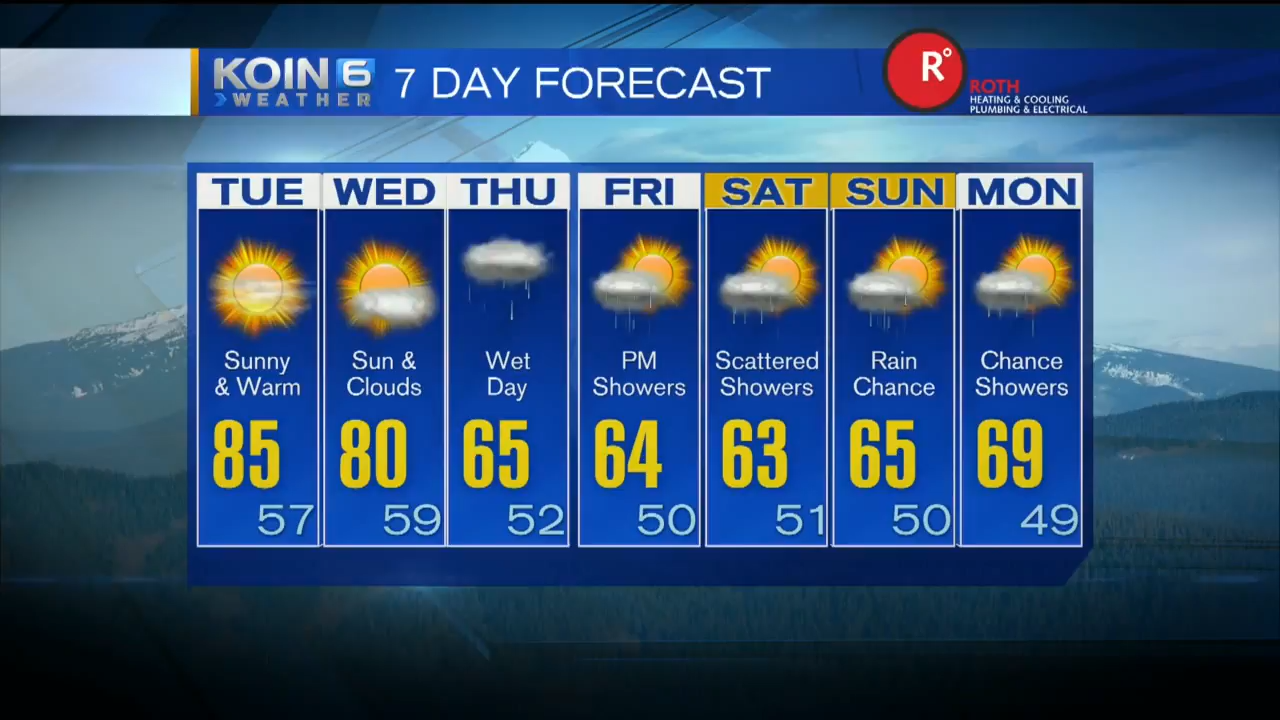 KOIN 6
WEATHER
7 DAY FORECAST
R°
ROTH
HEATING & COOLING
PLUMBING & ELECTRICAL
TUE
Sunny
& Warm
85
57
WED
Sun &
Clouds
80
59
THU
Wet
Day
65
52
FRI
PM
Showers
64
50
SAT
Scattered
Showers
63
51
SUN
Rain
Chance
65
50
MON
Chance
Showers
69
49